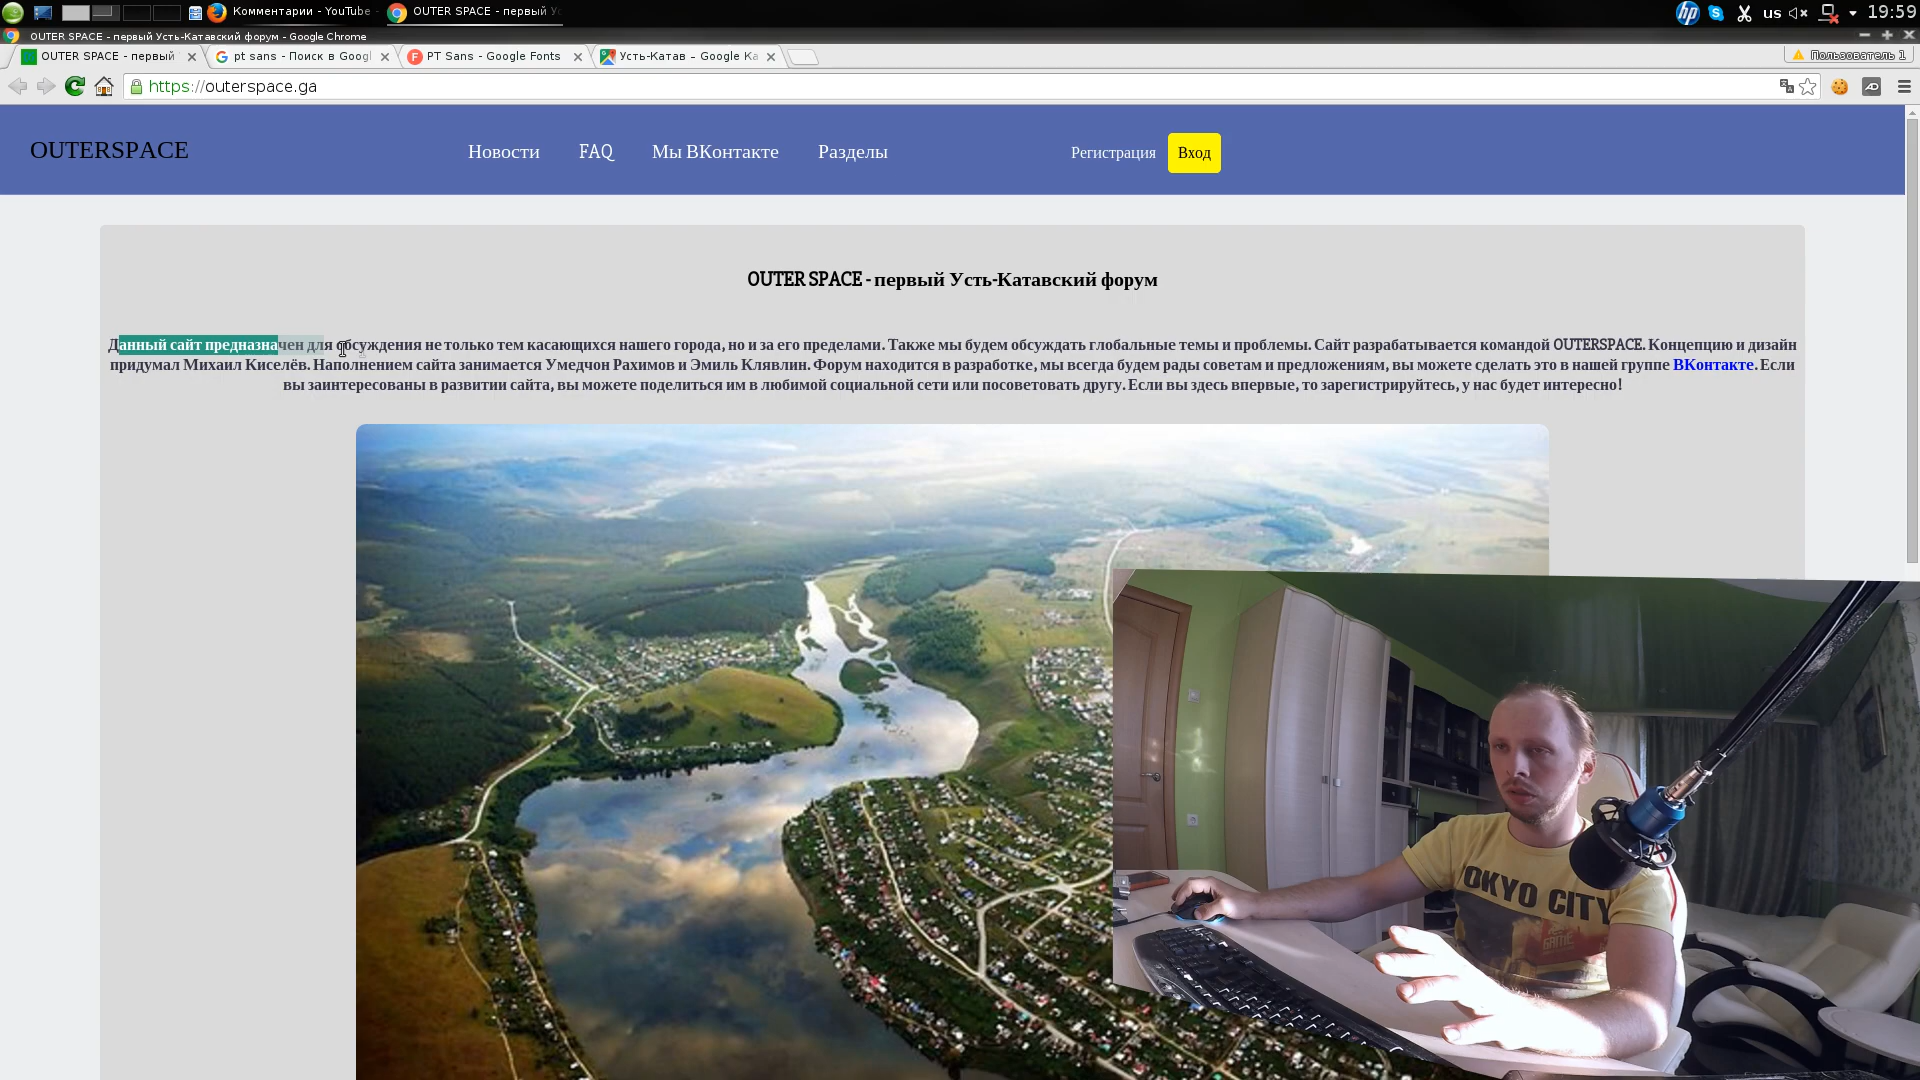 Комментарии - YouTube
OUTER SPACE - первый Ус
us
19:59
OUTER SPACE - первый Усть-Катавский форум - Google Chrome
OUTER SPACE - первый
pt sans - Поиск в Googl
PT Sans - Google Fonts
Усть-Катав – Google Ка
Пользователь 1
https://outerspace.ga
OUTERSPACE
Новости
FAQ
Мы ВКонтакте
Разделы
Регистрация
Вход
OUTER SPACE - первый Усть-Катавский форум
Данный сайт предназначен для обсуждения не только тем касающихся нашего города, но и за его пределами. Также мы будем обсуждать глобальные темы и проблемы. Сайт разрабатывается командой OUTERSPACE. Концепцию и дизайн
придумал Михаил Киселёв. Наполнением сайта занимается Умедчон Рахимов и Эмиль Клявлин. Форум находится в разработке, мы всегда будем рады советам и предложениям, вы можете сделать это в нашей группе ВКонтакте. Если
вы заинтересованы в развитии сайта, вы можете поделиться им в любимой социальной сети или посоветовать другу. Если вы здесь впервые, то зарегистрируйтесь, у нас будет интересно!
OKYO CITY
GAME